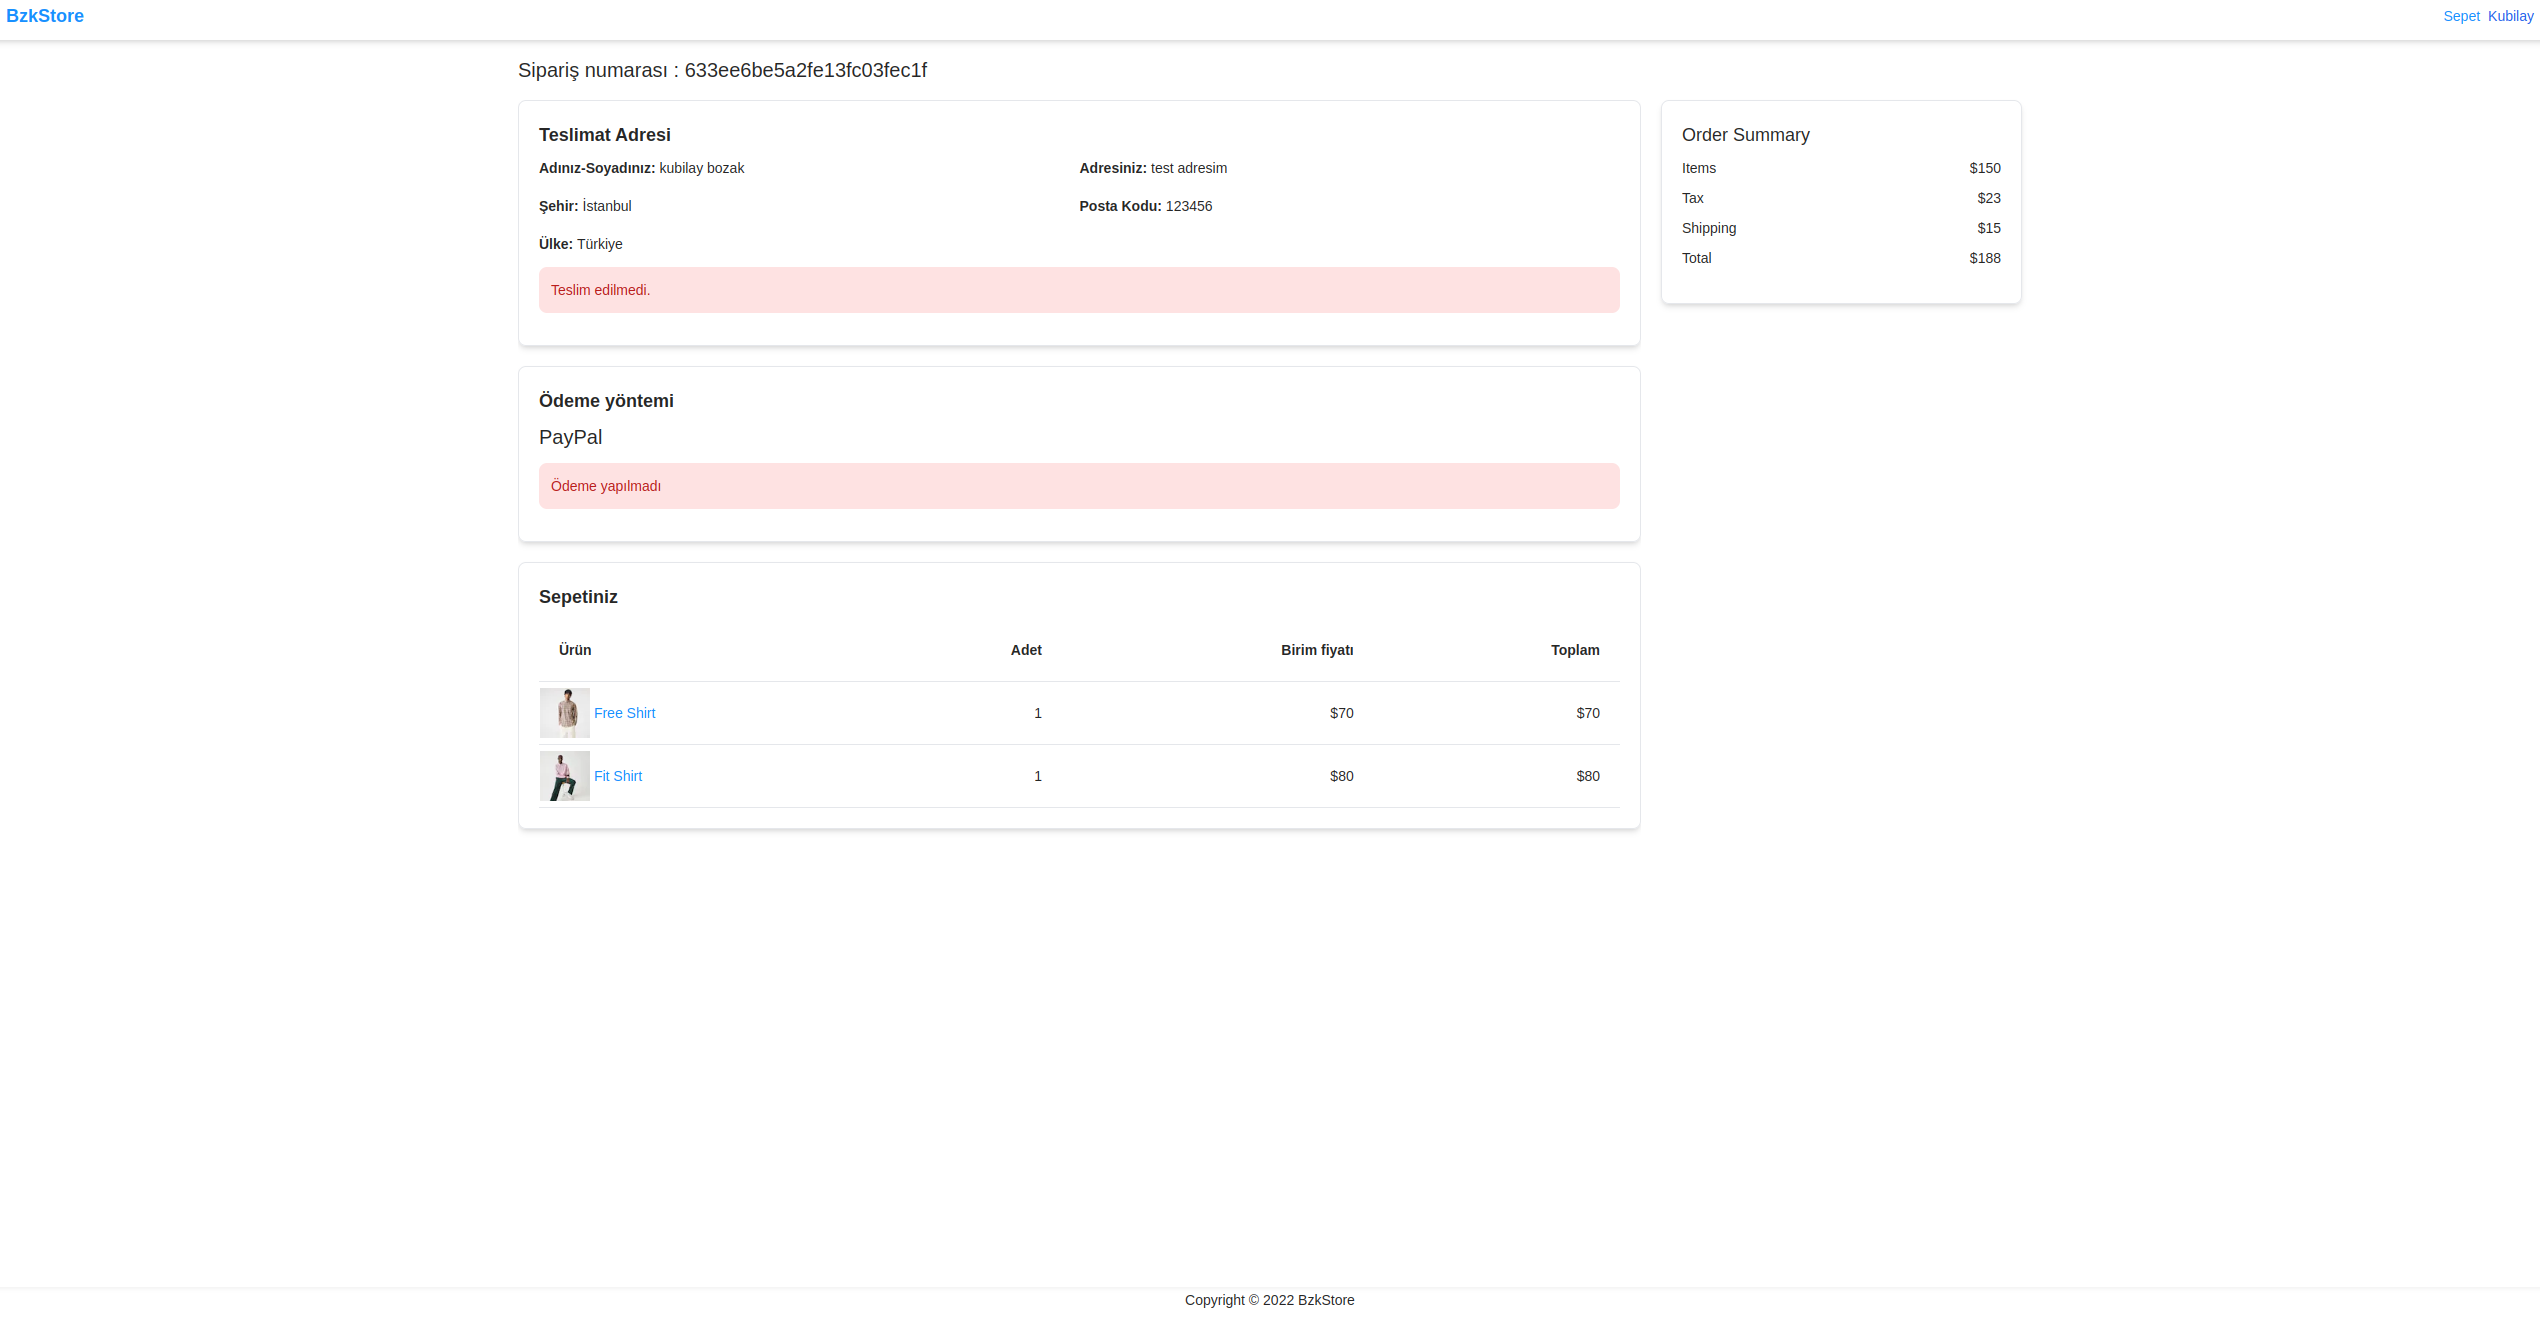 BzkStore
Sepet Kubilay
Sipariş numarası : 633ee6be5a2fe13fc03fec1f
Teslimat Adresi
Adınız-Soyadınız: kubilay bozak
Adresiniz: test adresim
Şehir: İstanbul
Posta Kodu: 123456
Ülke: Türkiye
Teslim edilmedi.
Ödeme yöntemi
PayPal
Ödeme yapılmadı
Sepetiniz
Ürün Adet Birim fiyatı Toplam
Free Shirt 1 $70 $70
Fit Shirt 1 $80 $80
Order Summary
Items $150
Tax $23
Shipping $15
Total $188
Copyright © 2022 BzkStore